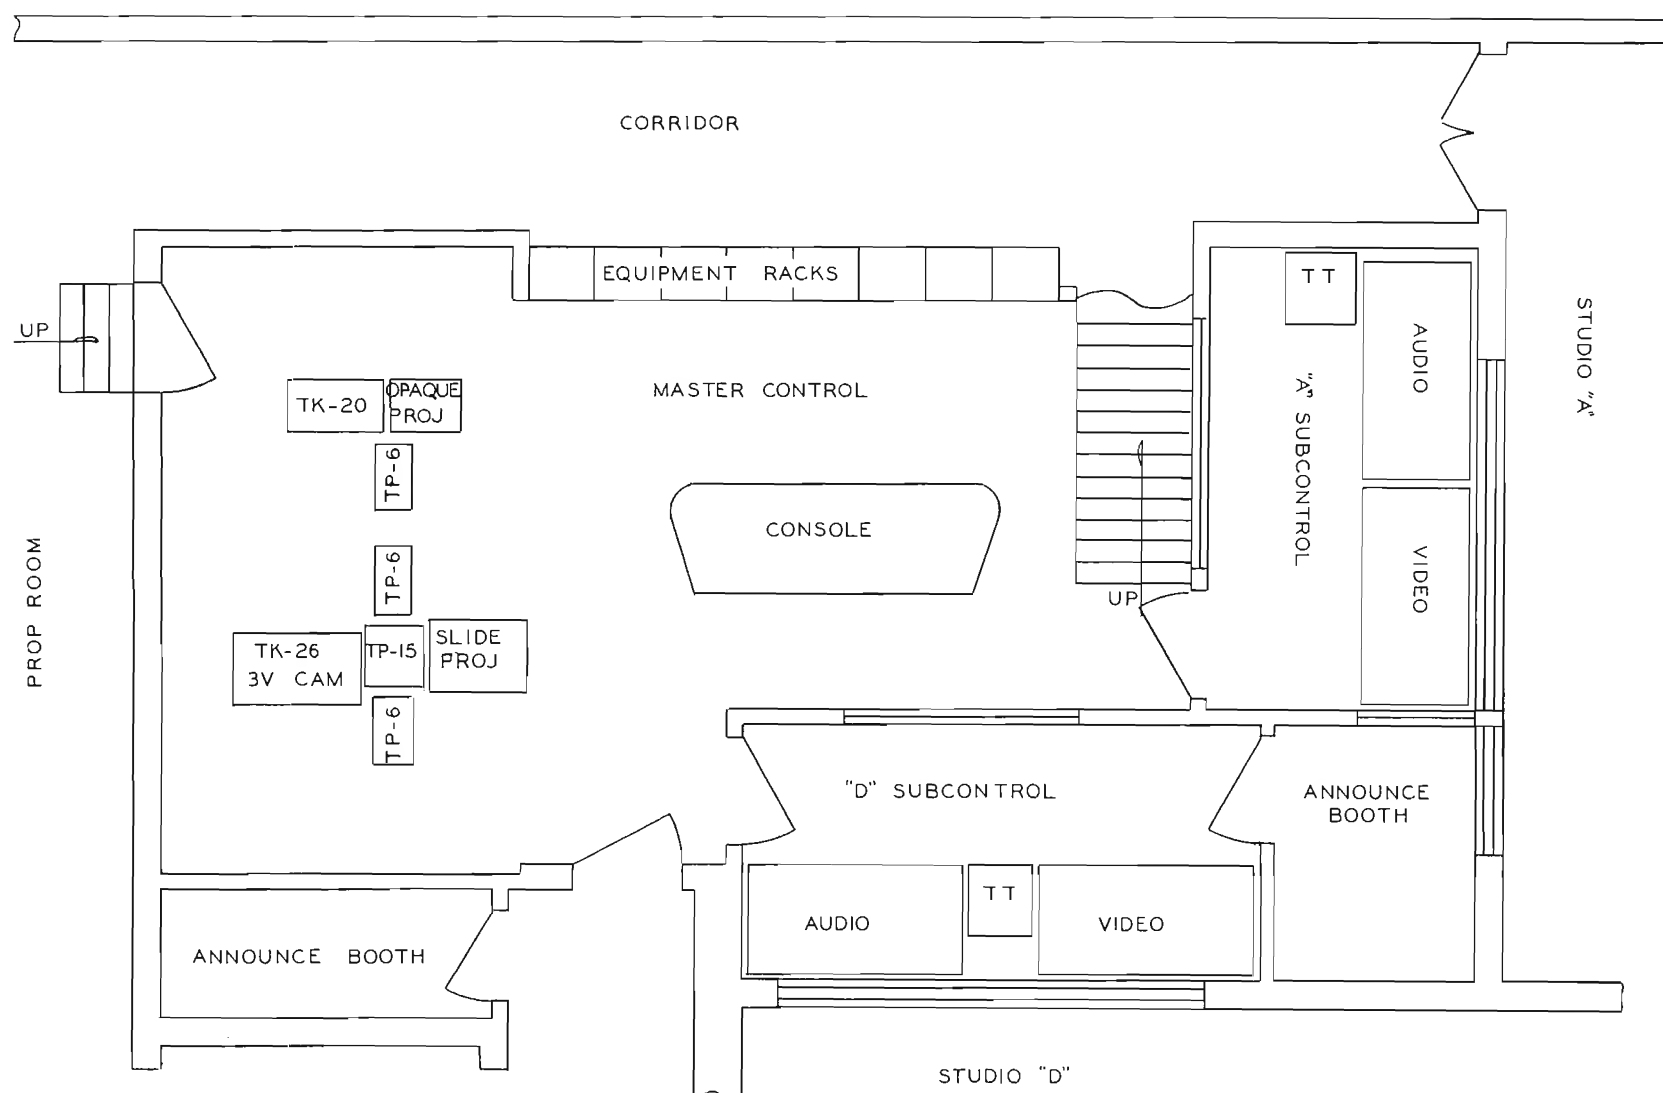 CORRIDOR
EQUIPMENT RACKS
TT
UP
STUDIO "A"
AUDIO
"A" SUBCONTROL
MASTER CONTROL
TK-20
OPAQUE
PROJ
TP-6
CONSOLE
VIDEO
PROP ROOM
TP-6
UP
TK-26
3V CAM
TP-15
SLIDE
PROJ
TP-6
"D" SUBCONTROL
ANNOUNCE
BOOTH
AUDIO
TT
VIDEO
ANNOUNCE BOOTH
STUDIO "D"